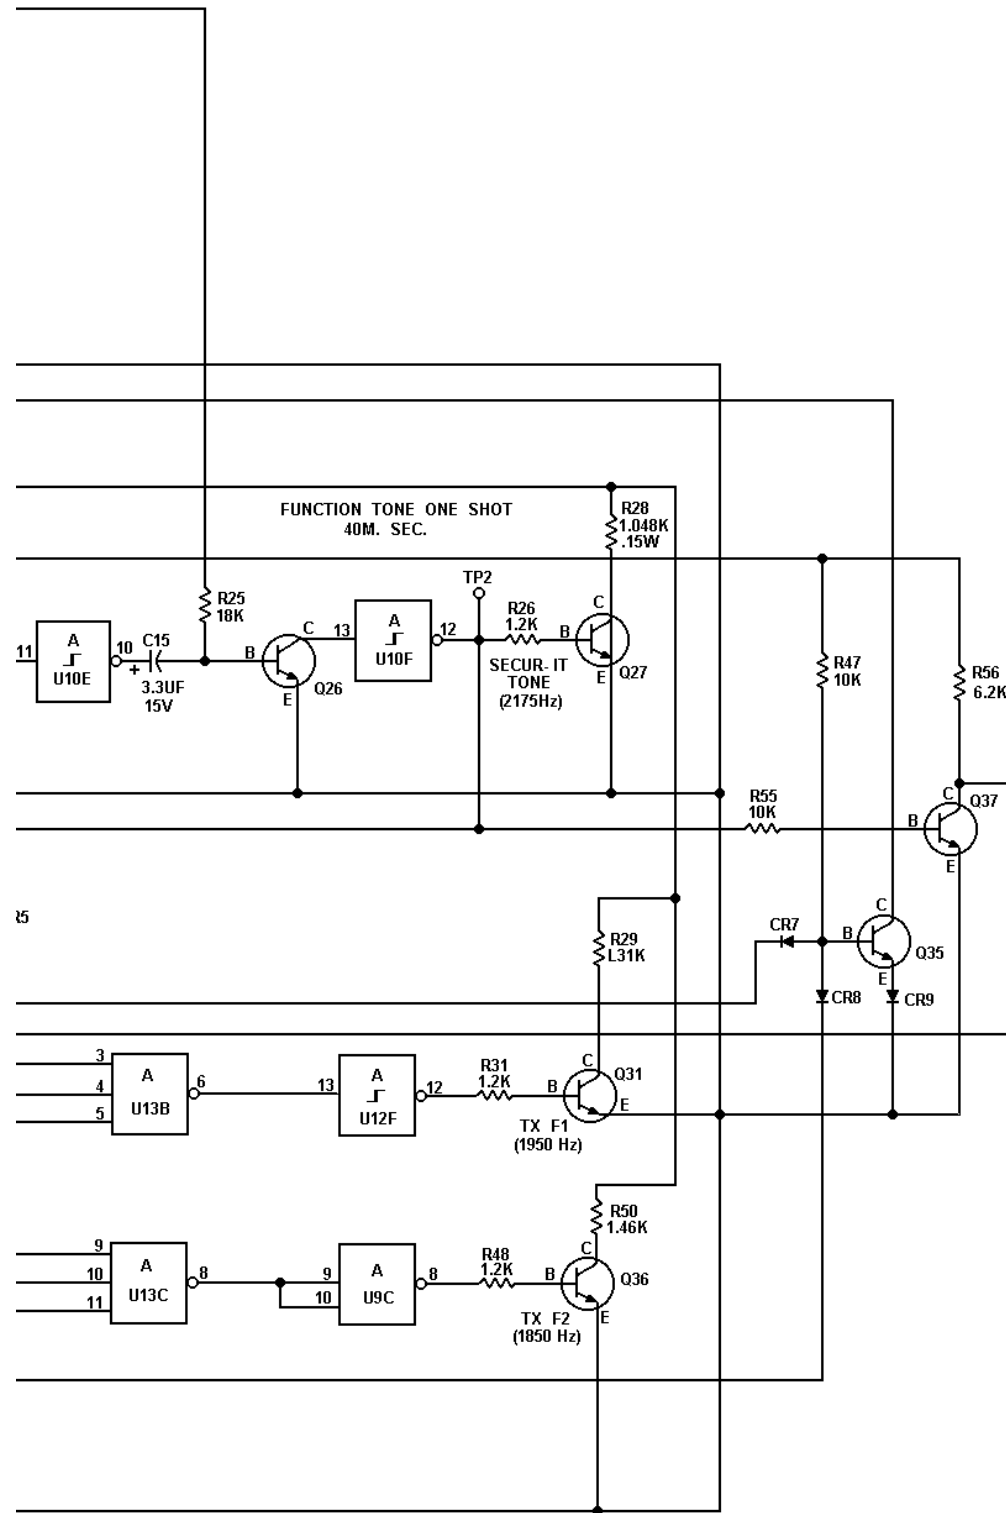 FUNCTION TONE ONE SHOT
40M. SEC.
R28
1.048K
.15W
TP2
R25
18K
R26
1.2K
C
13
A
U10F
12
B
C
11
A
U10E
10
C15
+
3.3UF
15V
B
Q26
E
SECUR-IT
TONE
(2175Hz)
E
Q27
R47
10K
R56
6.2K
R55
10K
C
Q37
B
E
R5
R29
L31K
CR7
C
B
Q35
E
CR8
CR9
3
4
5
A
U13B
6
13
A
U12F
12
R31
1.2K
C
Q31
B
E
TX F1
(1950 Hz)
R50
1.46K
9
10
11
A
U13C
8
9
10
A
U9C
8
R48
1.2K
C
B
Q36
E
TX F2
(1850 Hz)